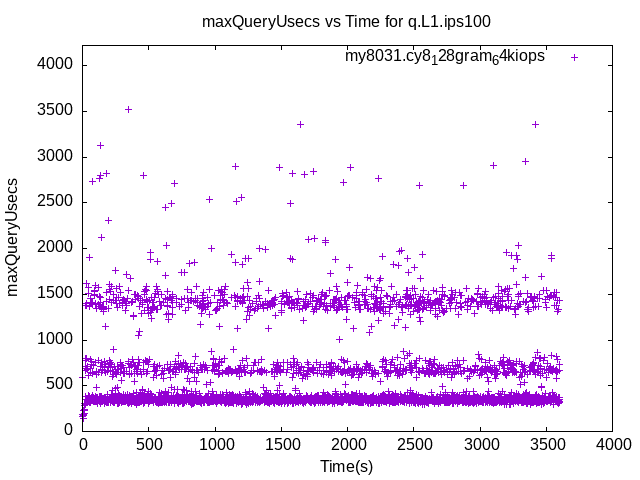 maxQueryUsecs vs Time for q.L1.ips100
my8031.cy8128gram64kiops
4000
3500
3000
2500
2000
1500
1000
500
0
maxQueryUsecs
0 500 1000 1500 2000 2500 3000 3500 4000
Time(s)